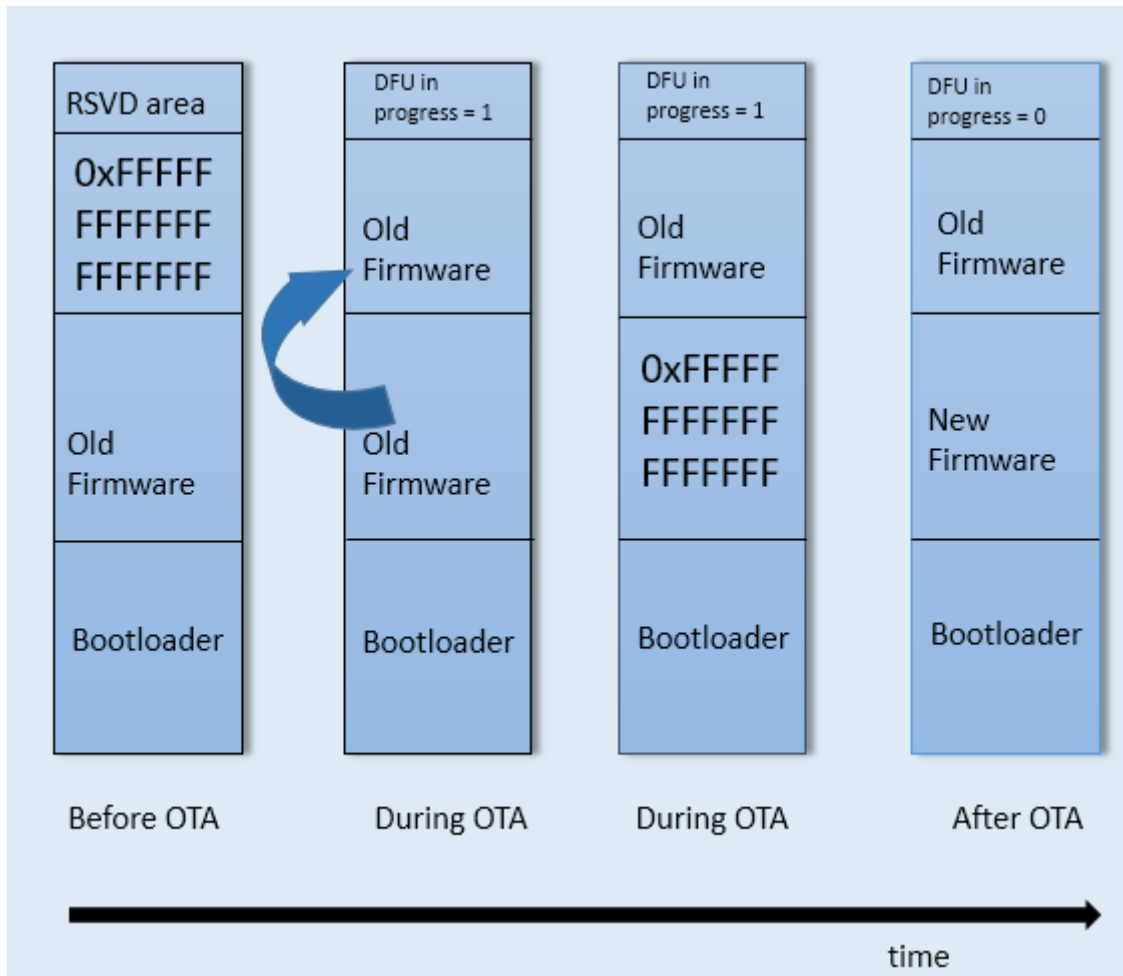 RSVD area
0xFFFFF
FFFFFFF
FFFFFFF
Old
Firmware
Bootloader
Before OTA
DFU in
progress = 1
Old
Firmware
Old
Firmware
Bootloader
During OTA
DFU in
progress = 1
Old
Firmware
0xFFFFF
FFFFFFF
FFFFFFF
Bootloader
During OTA
DFU in
progress = 0
Old
Firmware
New
Firmware
Bootloader
After OTA
time